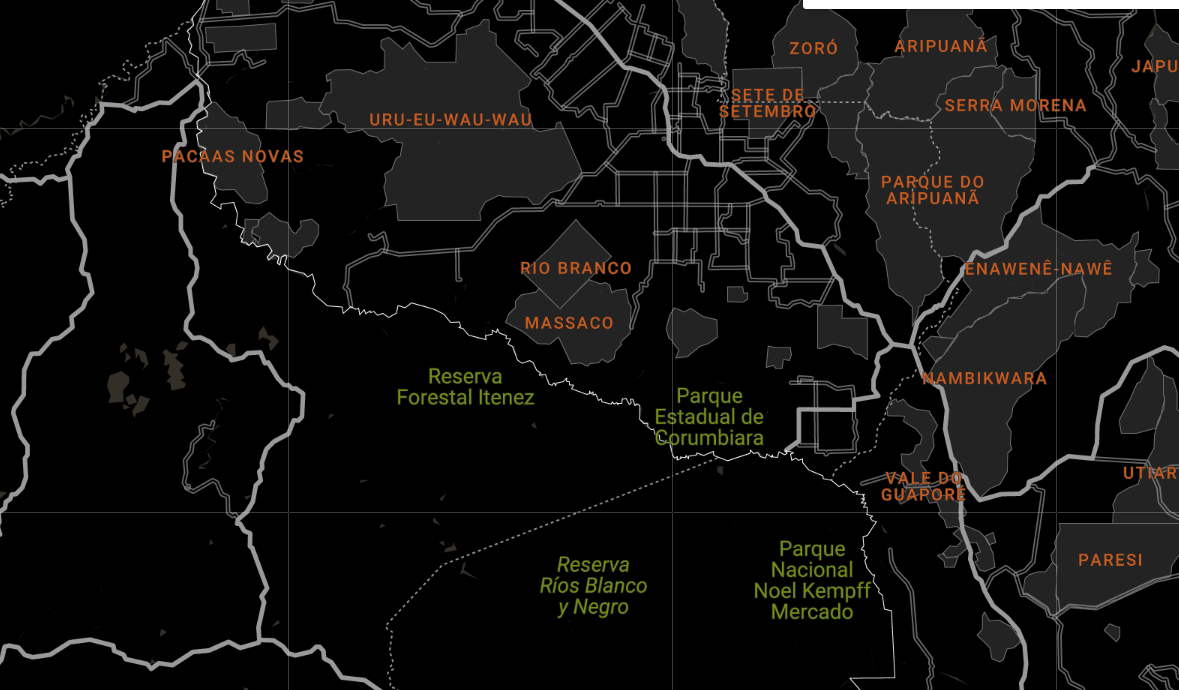 ZORÓ
ARIPUANÃ
JAPU
SETE DE
SETEMBRO
SERRA MORENA
URU-EU-WAU-WAU
PACAAS NOVAS
PARQUE DO
ARIPUANÃ
RIO BRANCO
ENAWENÊ-NAWÊ
MASSACO
Reserva
Forestal Itenez
NAMBIKWARA
Parque
Estadual de
Corumbiara
VALE DO
GUAPORÉ
UTIAR
Reserva
Ríos Blanco
y Negro
Parque
Nacional
Noel Kempff
Mercado
PARESI